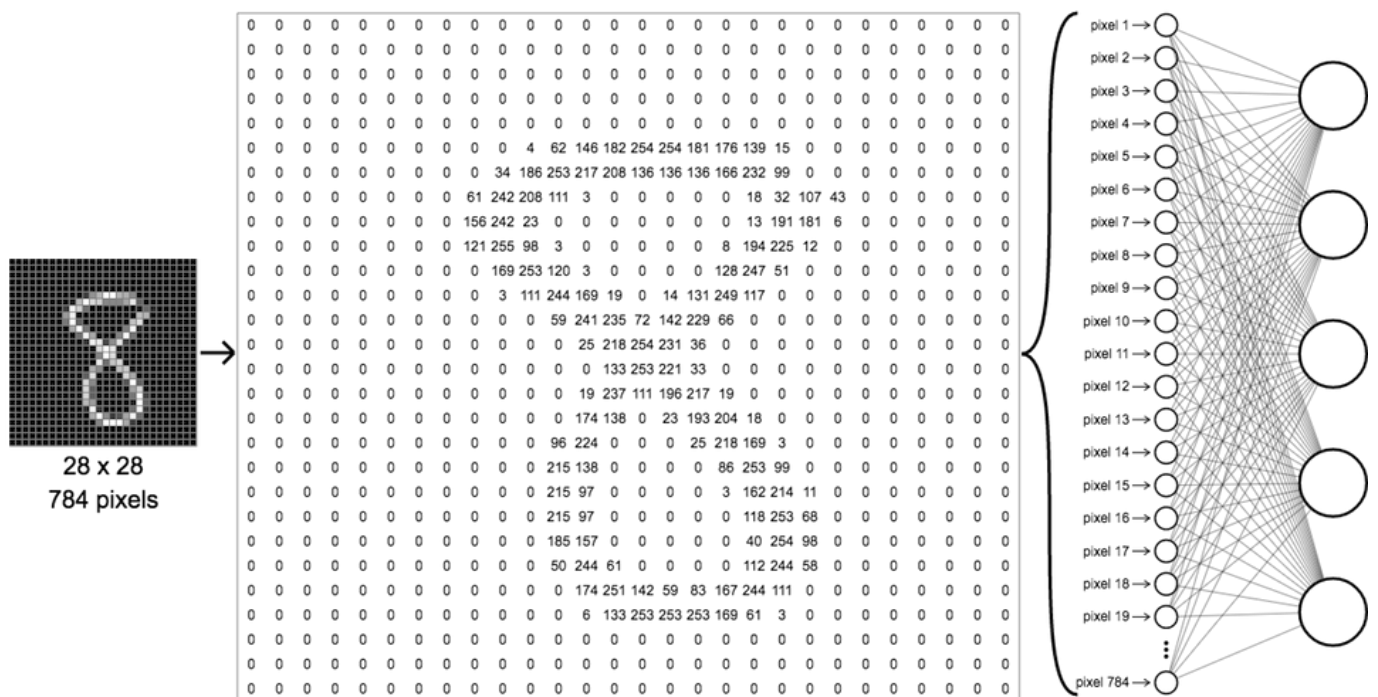 28 x 28
784 pixels
0 0 0 0 0 0 0 0 0 0 0 0 0 0 0 0 0 0 0 0 0 0 0 0 0 0 0 0
0 0 0 0 0 0 0 0 0 0 0 0 0 0 0 0 0 0 0 0 0 0 0 0 0 0 0 0
0 0 0 0 0 0 0 0 0 0 0 0 0 0 0 0 0 0 0 0 0 0 0 0 0 0 0 0
0 0 0 0 0 0 0 0 0 0 0 0 0 0 0 0 0 0 0 0 0 0 0 0 0 0 0 0
0 0 0 0 0 0 0 0 0 0 0 0 0 0 0 0 0 0 0 0 0 0 0 0 0 0 0 0
0 0 0 0 0 0 0 0 0 0 4 62 146 182 254 254 181 176 139 15 0 0 0 0 0 0 0 0
0 0 0 0 0 0 0 0 0 34 186 253 217 208 136 136 136 166 232 99 0 0 0 0 0 0 0 0
0 0 0 0 0 0 0 0 61 242 208 111 3 0 0 0 0 0 18 32 107 43 0 0 0 0 0 0
0 0 0 0 0 0 0 0 156 242 23 0 0 0 0 0 0 0 13 191 181 6 0 0 0 0 0 0
0 0 0 0 0 0 0 0 121 255 98 3 0 0 0 0 0 8 194 225 12 0 0 0 0 0 0 0
0 0 0 0 0 0 0 0 0 169 253 120 3 0 0 0 0 128 247 51 0 0 0 0 0 0 0 0
0 0 0 0 0 0 0 0 0 3 111 244 169 19 0 14 131 249 117 0 0 0 0 0 0 0 0 0
0 0 0 0 0 0 0 0 0 0 0 59 241 235 72 142 229 66 0 0 0 0 0 0 0 0 0 0
0 0 0 0 0 0 0 0 0 0 0 0 25 218 254 231 36 0 0 0 0 0 0 0 0 0 0 0
0 0 0 0 0 0 0 0 0 0 0 0 0 133 253 221 33 0 0 0 0 0 0 0 0 0 0 0
0 0 0 0 0 0 0 0 0 0 0 0 19 237 111 196 217 19 0 0 0 0 0 0 0 0 0 0
0 0 0 0 0 0 0 0 0 0 0 0 174 138 0 23 193 204 18 0 0 0 0 0 0 0 0 0
0 0 0 0 0 0 0 0 0 0 0 96 224 0 0 0 25 218 169 3 0 0 0 0 0 0 0 0
0 0 0 0 0 0 0 0 0 0 0 215 138 0 0 0 0 86 253 99 0 0 0 0 0 0 0 0
0 0 0 0 0 0 0 0 0 0 0 215 97 0 0 0 0 3 162 214 11 0 0 0 0 0 0 0
0 0 0 0 0 0 0 0 0 0 0 215 97 0 0 0 0 0 118 253 68 0 0 0 0 0 0 0
0 0 0 0 0 0 0 0 0 0 0 185 157 0 0 0 0 0 40 254 98 0 0 0 0 0 0 0
0 0 0 0 0 0 0 0 0 0 0 50 244 61 0 0 0 0 112 244 58 0 0 0 0 0 0 0
0 0 0 0 0 0 0 0 0 0 0 0 174 251 142 59 83 167 244 111 0 0 0 0 0 0 0 0
0 0 0 0 0 0 0 0 0 0 0 0 6 133 253 253 253 169 61 3 0 0 0 0 0 0 0 0
0 0 0 0 0 0 0 0 0 0 0 0 0 0 0 0 0 0 0 0 0 0 0 0 0 0 0 0
0 0 0 0 0 0 0 0 0 0 0 0 0 0 0 0 0 0 0 0 0 0 0 0 0 0 0 0
0 0 0 0 0 0 0 0 0 0 0 0 0 0 0 0 0 0 0 0 0 0 0 0 0 0 0 0
pixel 1
pixel 2
pixel 3
pixel 4
pixel 5
pixel 6
pixel 7
pixel 8
pixel 9
pixel 10
pixel 11
pixel 12
pixel 13
pixel 14
pixel 15
pixel 16
pixel 17
pixel 18
pixel 19
pixel 784